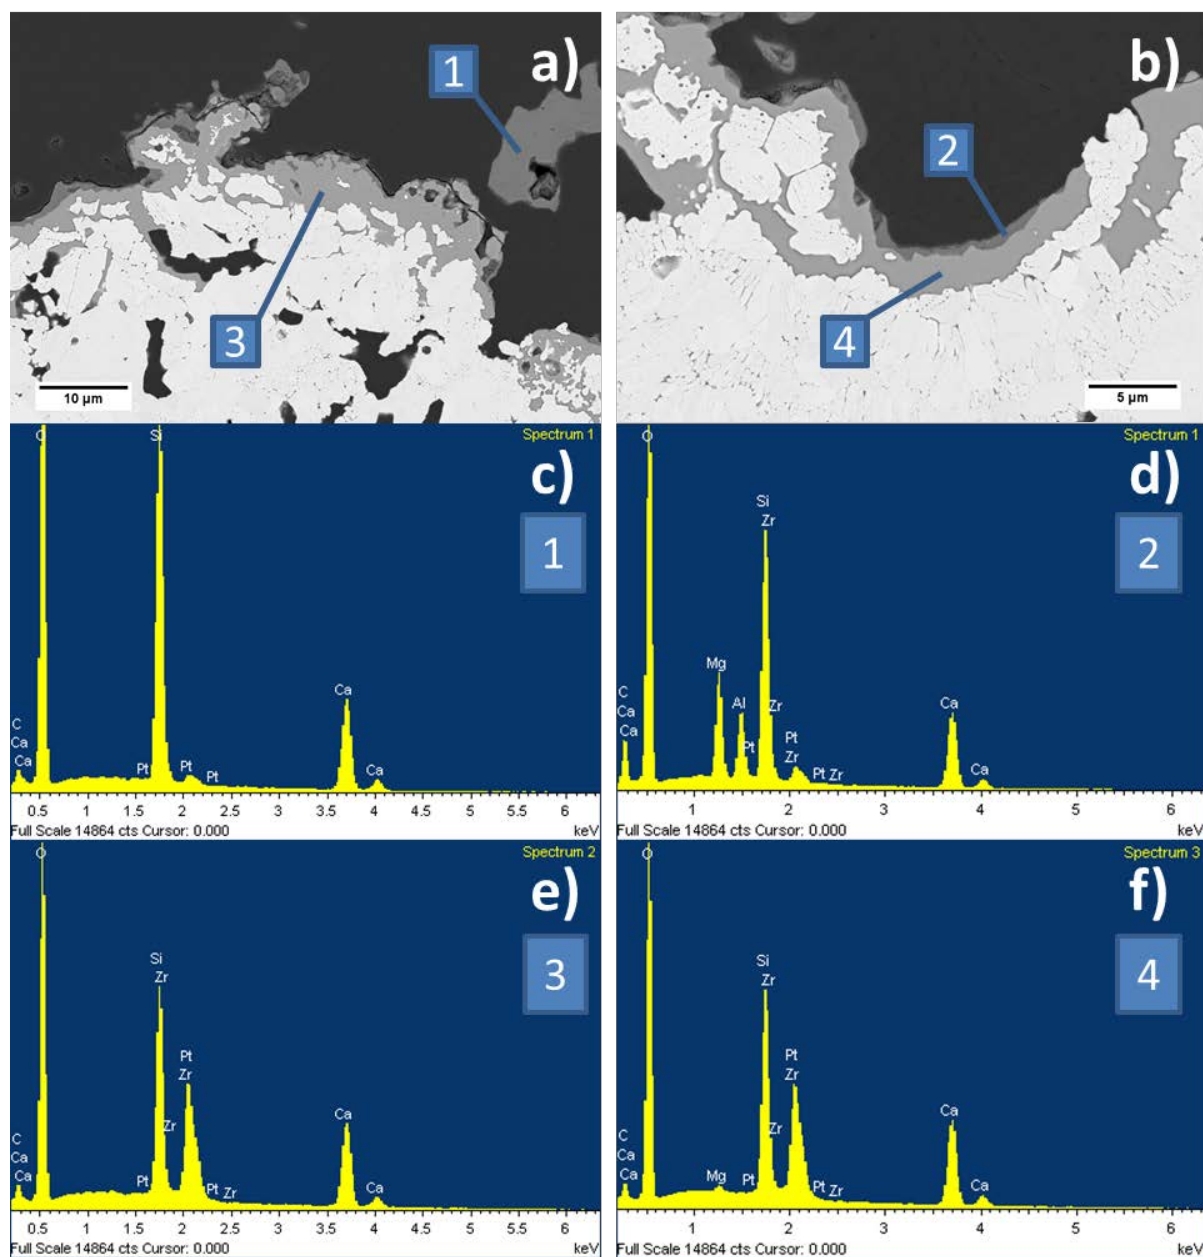 a)
1
3
10 µm
b)
2
4
5 µm
O
Si
Spectrum 1
c)
1
C
Ca
Ca
Pt
Pt
Pt
Ca
Ca
0.5 1 1.5 2 2.5 3 3.5 4 4.5 5 5.5 6
Full Scale 14864 cts Cursor: 0.000 keV
O
Spectrum 1
d)
2
Si
Zr
Mg
Al
C
Ca
Ca
Pt
Zr
Pt
Zr
Pt Zr
Ca
Ca
1 2 3 4 5 6
Full Scale 14864 cts Cursor: 0.000 keV
O
Spectrum 2
e)
3
Si
Zr
Pt
Zr
C
Ca
Ca
Pt
Zr
Pt Zr
Ca
Ca
0.5 1 1.5 2 2.5 3 3.5 4 4.5 5 5.5 6
Full Scale 14864 cts Cursor: 0.000 keV
O
Spectrum 3
f)
4
Si
Zr
Pt
Zr
C
Ca
Ca
Mg
Pt
Zr
Pt Zr
Ca
Ca
1 2 3 4 5 6
Full Scale 14864 cts Cursor: 0.000 keV